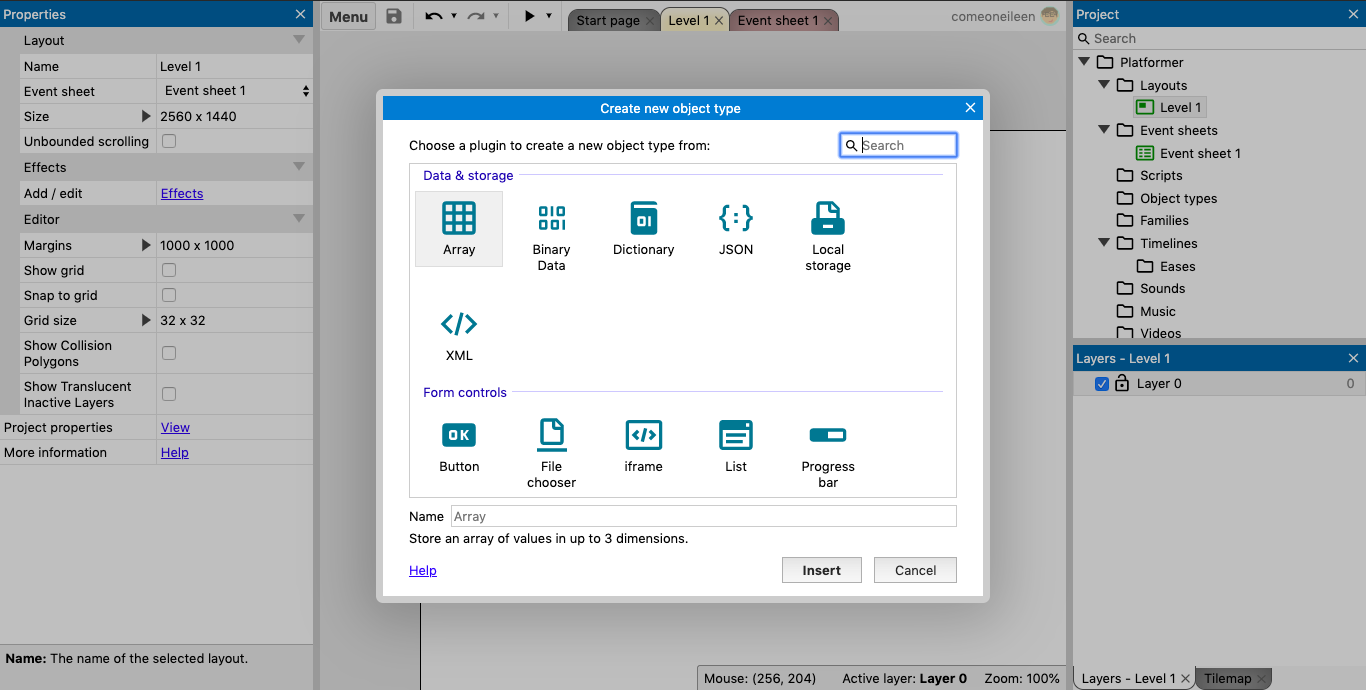 Properties
Layout
Name Level 1
Event sheet Event sheet 1
Size 2560 x 1440
Unbounded scrolling
Effects
Add / edit Effects
Editor
Margins 1000 x 1000
Show grid
Snap to grid
Grid size 32 x 32
Show Collision
Polygons
Show Translucent
Inactive Layers
Project properties View
More information Help
Name: The name of the selected layout.
Menu
Start page
Level 1
Event sheet 1
comeoneileen
Create new object type
Choose a plugin to create a new object type from:
Search
Data & storage
Array
Binary
Data
Dictionary
JSON
Local
storage
XML
Form controls
OK
Button
File
chooser
iframe
List
Progress
bar
Name Array
Store an array of values in up to 3 dimensions.
Help
Insert
Cancel
Mouse: (256, 204) Active layer: Layer 0 Zoom: 100%
Project
Search
Platformer
Layouts
Level 1
Event sheets
Event sheet 1
Scripts
Object types
Families
Timelines
Eases
Sounds
Music
Videos
Layers - Level 1
Layer 0 0
Layers - Level 1
Tilemap